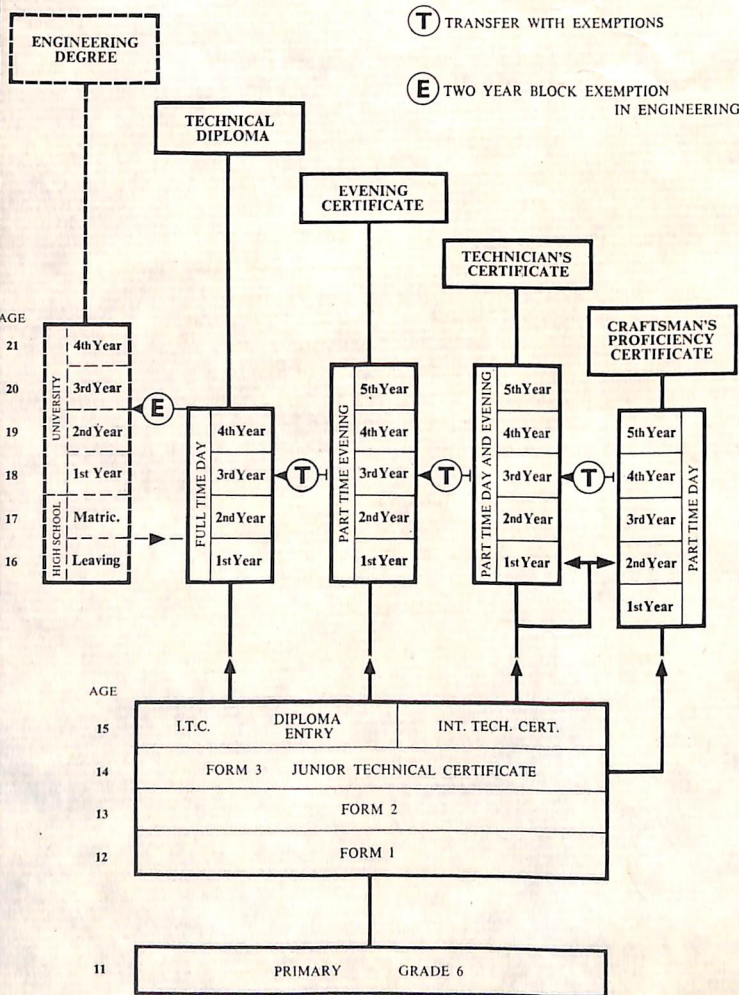 T TRANSFER WITH EXEMPTIONS
E TWO YEAR BLOCK EXEMPTION
IN ENGINEERING
ENGINEERING
DEGREE
TECHNICAL
DIPLOMA
EVENING
CERTIFICATE
TECHNICIAN'S
CERTIFICATE
CRAFTSMAN'S
PROFICIENCY
CERTIFICATE
AGE
21
20
19
18
17
16
UNIVERSITY
HIGH SCHOOL
4th Year
3rd Year
2nd Year
1st Year
Matric.
Leaving
E
FULL TIME DAY
4th Year
3rd Year
2nd Year
1st Year
T
PART TIME EVENING
5th Year
4th Year
3rd Year
2nd Year
1st Year
T
PART TIME DAY AND EVENING
5th Year
4th Year
3rd Year
2nd Year
1st Year
T
5th Year
4th Year
3rd Year
2nd Year
1st Year
PART TIME DAY
AGE
15 I.T.C. DIPLOMA ENTRY INT. TECH. CERT.
14 FORM 3 JUNIOR TECHNICAL CERTIFICATE
13 FORM 2
12 FORM 1
11 PRIMARY GRADE 6